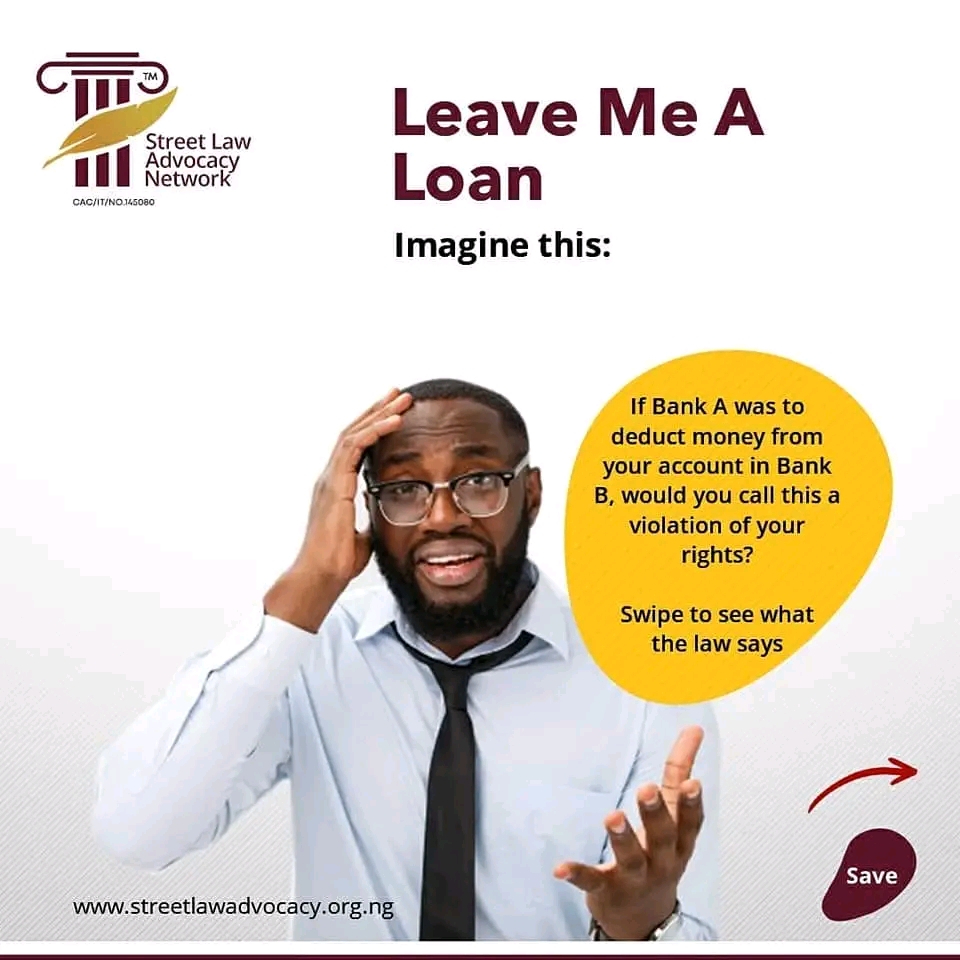 TM
Street Law
Advocacy
Network
CAC/IT/NO.145080
Leave Me A
Loan
Imagine this:
If Bank A was to
deduct money from
your account in Bank
B, would you call this a
violation of your
rights?
Swipe to see what
the law says
Save
www.streetlawadvocacy.org.ng